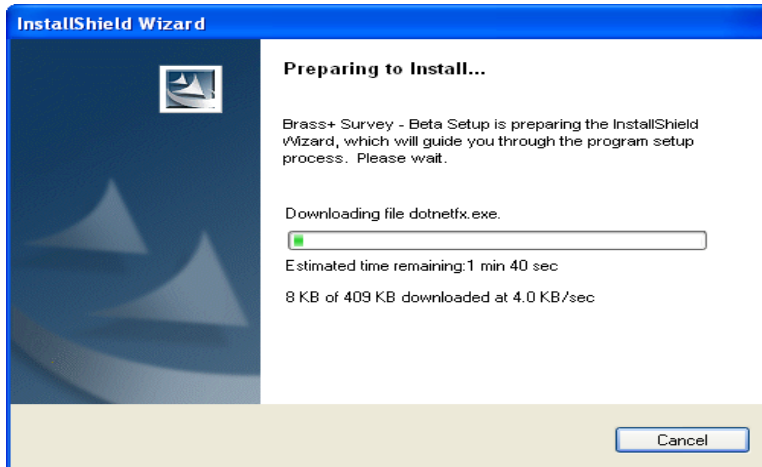 InstallShield Wizard
Preparing to Install...
Brass+ Survey - Beta Setup is preparing the InstallShield
Wizard, which will guide you through the program setup
process. Please wait.
Downloading file dotnetfx.exe.
Estimated time remaining:1 min 40 sec
8 KB of 409 KB downloaded at 4.0 KB/sec
Cancel